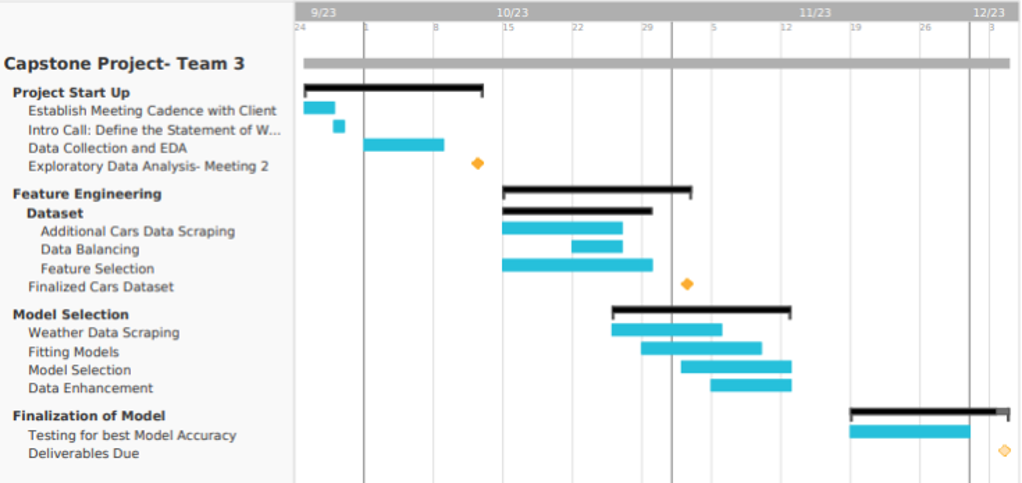 9/23 10/23 11/23 12/23
24 1 8 15 22 29 5 12 19 26 3
Capstone Project- Team 3
Project Start Up
Establish Meeting Cadence with Client
Intro Call: Define the Statement of W...
Data Collection and EDA
Exploratory Data Analysis- Meeting 2
Feature Engineering
Dataset
Additional Cars Data Scraping
Data Balancing
Feature Selection
Finalized Cars Dataset
Model Selection
Weather Data Scraping
Fitting Models
Model Selection
Data Enhancement
Finalization of Model
Testing for best Model Accuracy
Deliverables Due